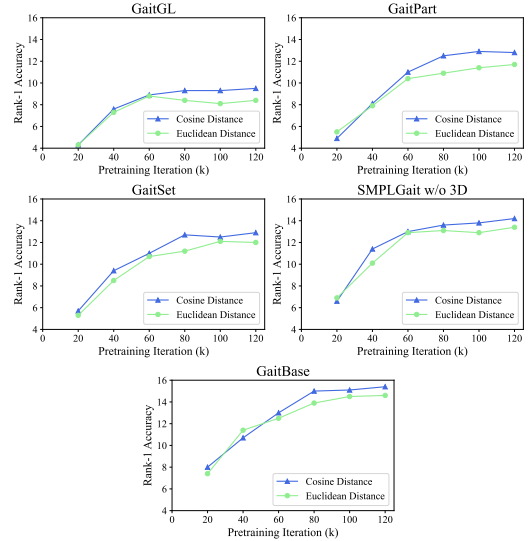 GaitGL
16
14
12
10
8
6
4
Rank-1 Accuracy
Cosine Distance
Euclidean Distance
0 20 40 60 80 100 120
Pretraining Iteration (k)
GaitPart
16
14
12
10
8
6
4
Rank-1 Accuracy
Cosine Distance
Euclidean Distance
0 20 40 60 80 100 120
Pretraining Iteration (k)
GaitSet
16
14
12
10
8
6
4
Rank-1 Accuracy
Cosine Distance
Euclidean Distance
0 20 40 60 80 100 120
Pretraining Iteration (k)
SMPLGait w/o 3D
16
14
12
10
8
6
4
Rank-1 Accuracy
Cosine Distance
Euclidean Distance
0 20 40 60 80 100 120
Pretraining Iteration (k)
GaitBase
16
14
12
10
8
6
4
Rank-1 Accuracy
Cosine Distance
Euclidean Distance
0 20 40 60 80 100 120
Pretraining Iteration (k)